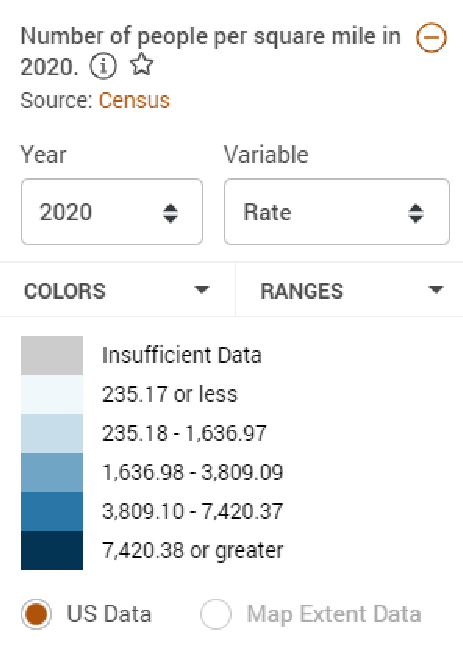 Number of people per square mile in
2020.
Source: Census
Year Variable
2020 Rate
COLORS RANGES
Insufficient Data
235.17 or less
235.18 - 1,636.97
1,636.98 - 3,809.09
3,809.10 - 7,420.37
7,420.38 or greater
US Data Map Extent Data